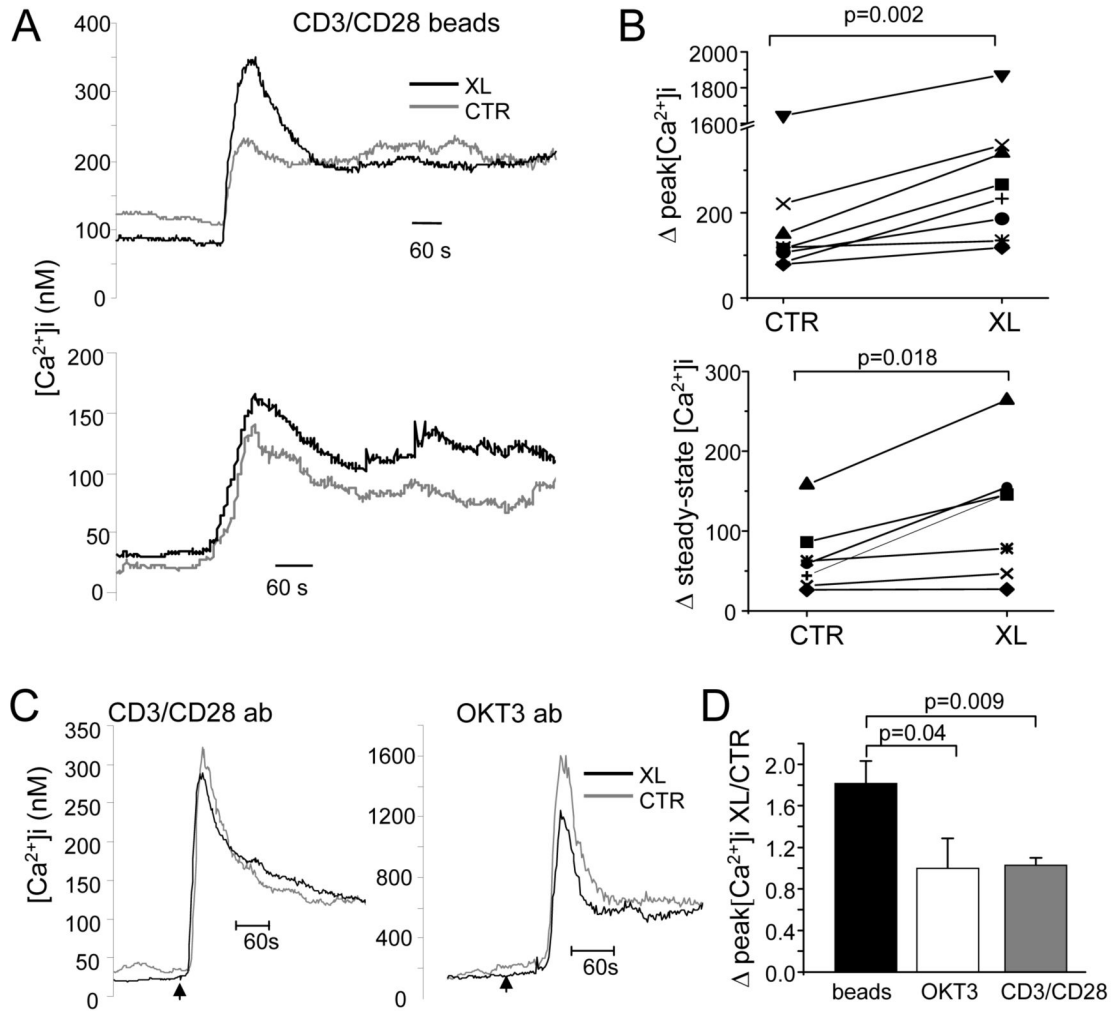 A
CD3/CD28 beads
[Ca²⁺]i (nM)
400
300
200
100
0
XL
CTR
60 s
200
150
100
50
0
60 s
B
p=0.002
Δ peak[Ca²⁺]i
2000
1800
1600
200
0
CTR
XL
p=0.018
Δ steady-state [Ca²⁺]i
300
200
100
0
CTR
XL
C
CD3/CD28 ab
[Ca²⁺]i (nM)
350
300
250
200
150
100
50
0
60s
OKT3 ab
1600
1200
800
400
0
XL
CTR
60s
D
p=0.009
p=0.04
Δ peak[Ca²⁺]i XL/CTR
2.0
1.6
1.2
0.8
0.4
0.0
beads
OKT3
CD3/CD28